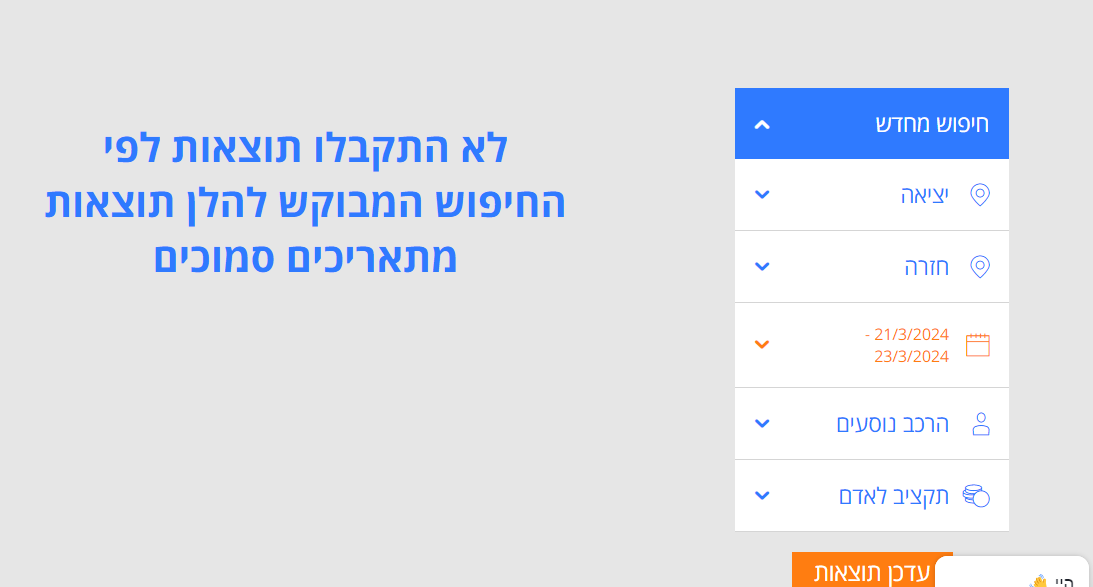 חיפוש מחדש
יציאה
חזרה
21/3/2024 -
23/3/2024
הרכב נוסעים
תקציב לאדם
עדכן תוצאות
היי 👋
לא התקבלו תוצאות לפי
החיפוש המבוקש להלן תוצאות
מתאריכים סמוכים